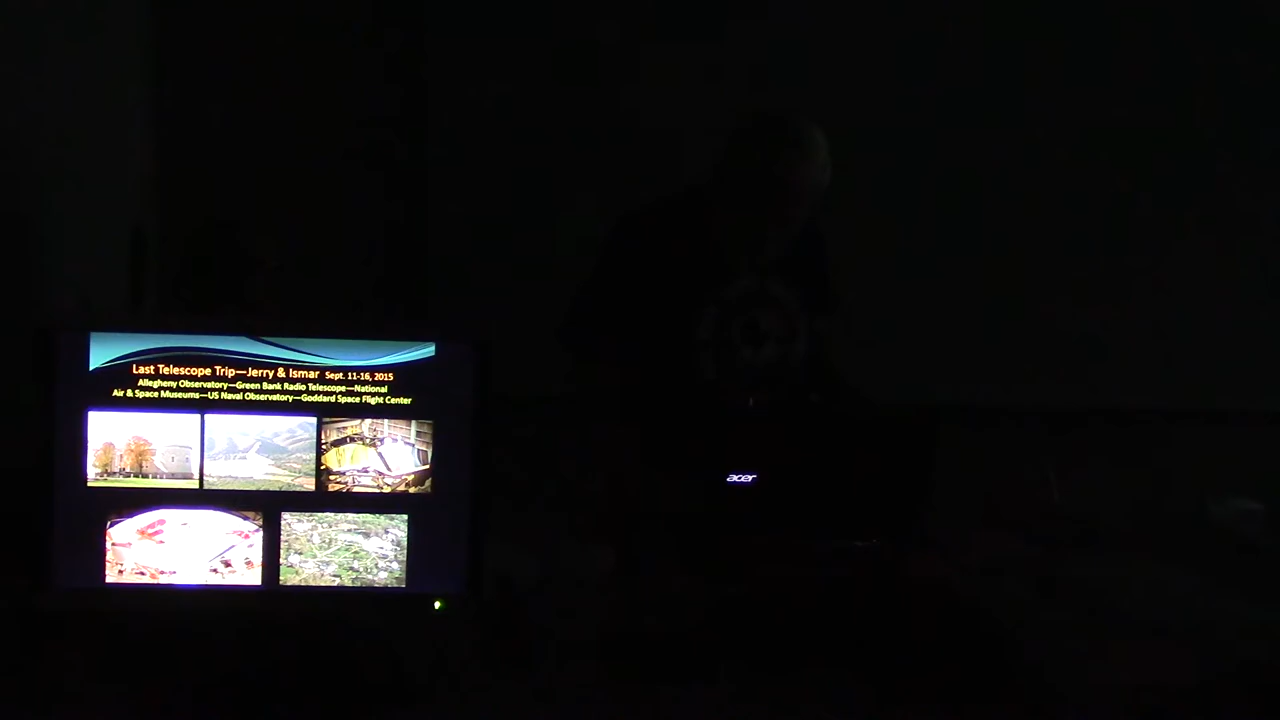 Last Telescope Trip—Jerry & Ismar Sept. 11-16, 2015
Allegheny Observatory—Green Bank Radio Telescope—National
Air & Space Museums—US Naval Observatory—Goddard Space Flight Center
acer